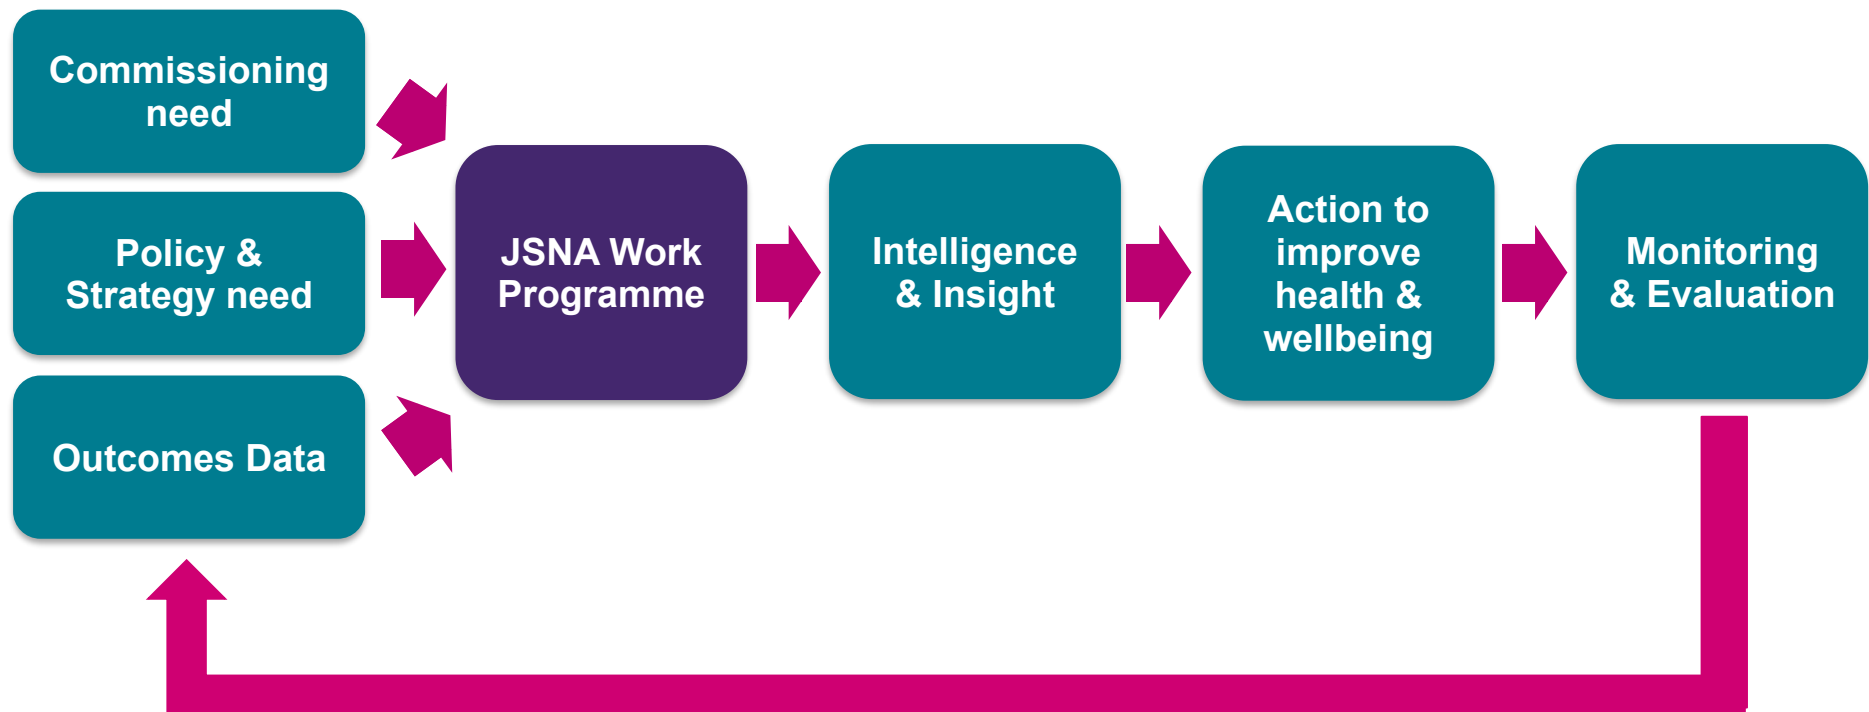 Commissioning
need
Policy &
Strategy need
Outcomes Data
JSNA Work
Programme
Intelligence
& Insight
Action to
improve
health &
wellbeing
Monitoring
& Evaluation